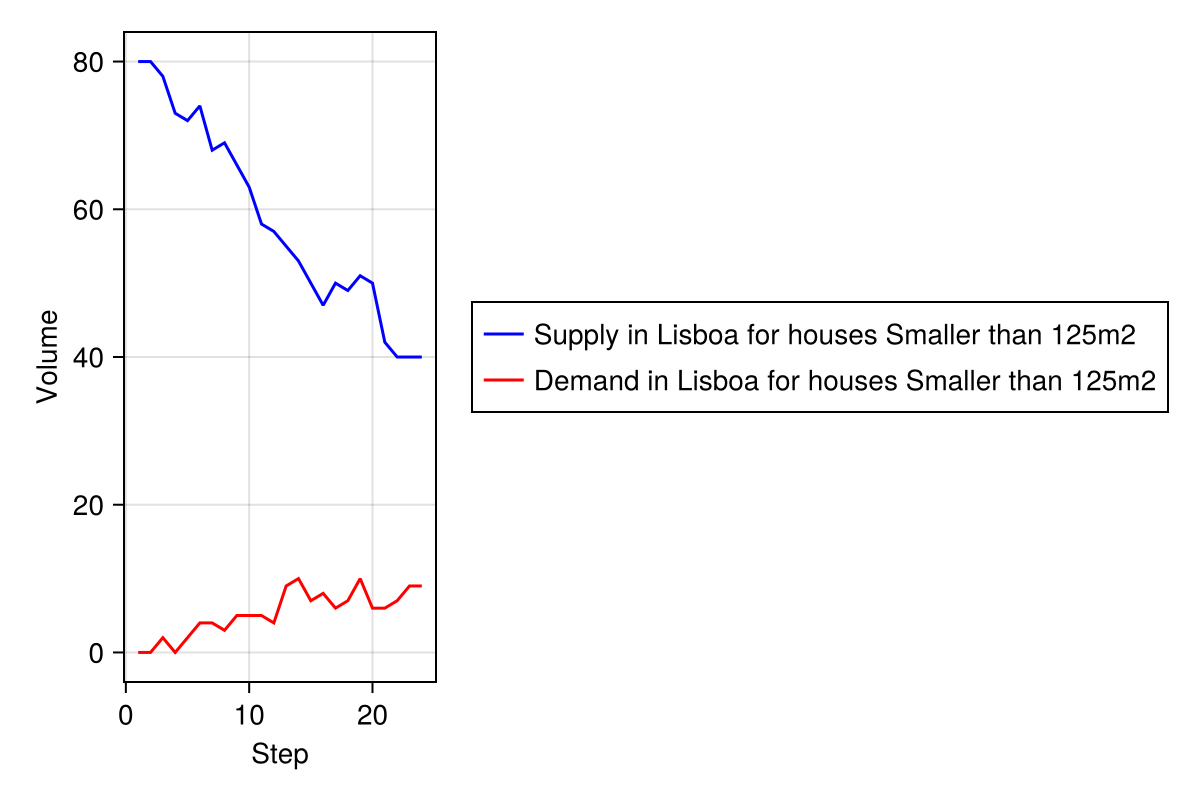 80
60
40
20
0
Volume
0 10 20
Step
Supply in Lisboa for houses Smaller than 125m2
Demand in Lisboa for houses Smaller than 125m2